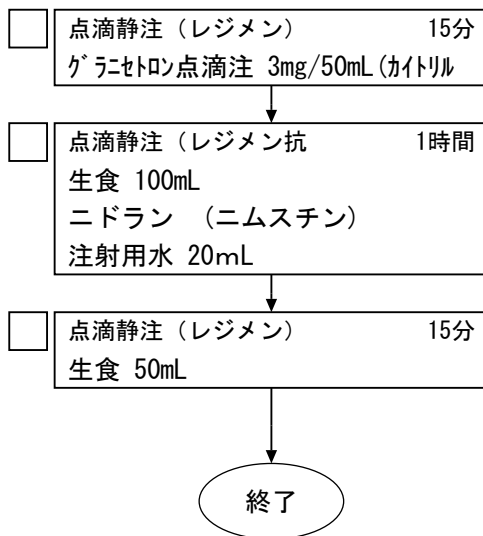 点滴静注（レジメン） 15分
グラニセトロン点滴注 3mg/50mL(カイトリル
点滴静注（レジメン抗 1時間
生食 100mL
ニドラン （ニムスチン）
注射用水 20mL
点滴静注（レジメン） 15分
生食 50mL
終了